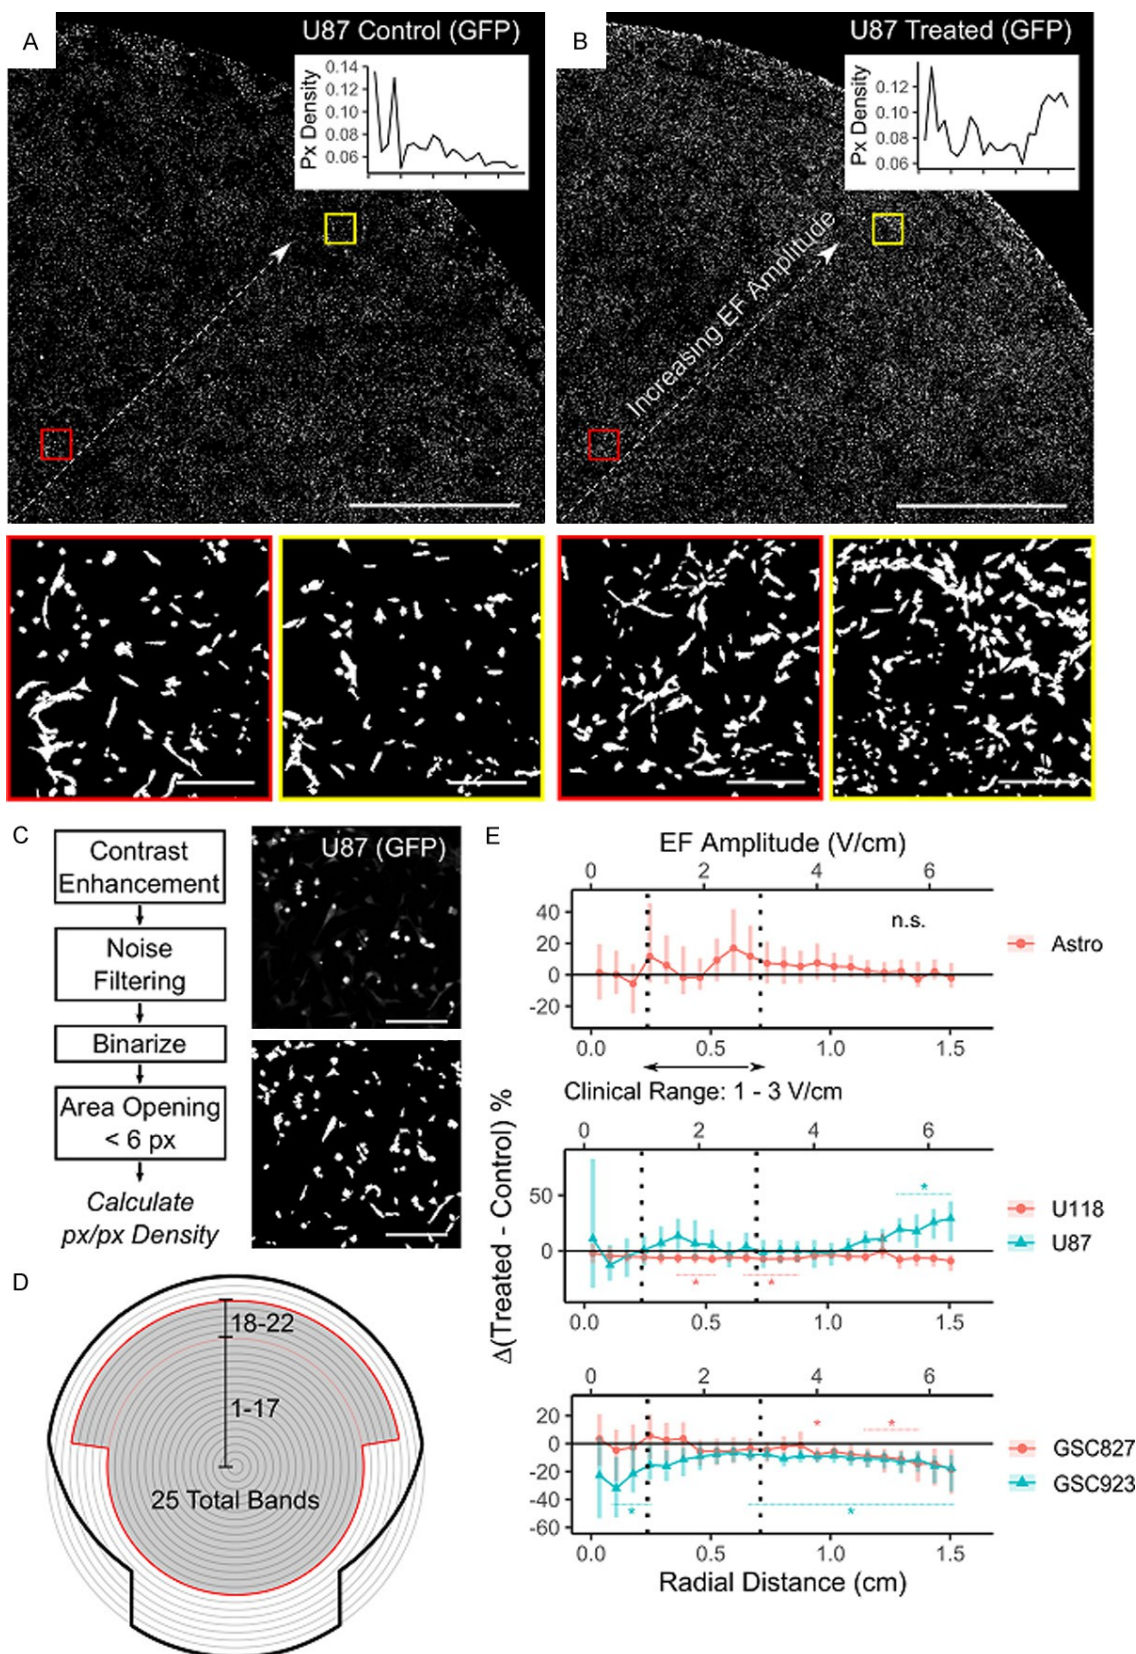 A
U87 Control (GFP)
Px Density
0.14
0.12
0.10
0.08
0.06
B
U87 Treated (GFP)
Px Density
0.12
0.10
0.08
0.06
Increasing EF Amplitude
C
Contrast
Enhancement
Noise
Filtering
Binarize
Area Opening
< 6 px
Calculate
px/px Density
U87 (GFP)
D
18-22
1-17
25 Total Bands
E
EF Amplitude (V/cm)
0 2 4 6
40
20
0
-20
n.s.
Astro
0.0 0.5 1.0 1.5
Clinical Range: 1 - 3 V/cm
Δ(Treated - Control) %
0 2 4 6
50
0
*
* *
U118
U87
0.0 0.5 1.0 1.5
0 2 4 6
20
0
-20
-40
-60
* *
* *
GSC827
GSC923
0.0 0.5 1.0 1.5
Radial Distance (cm)